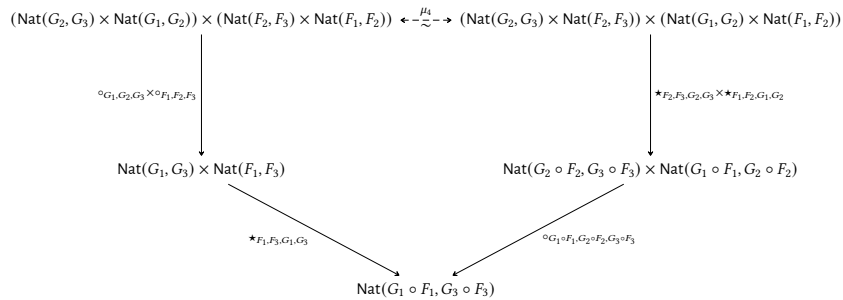 (Nat(G₂, G₃) × Nat(G₁, G₂)) × (Nat(F₂, F₃) × Nat(F₁, F₂)) μ₄ ∼ (Nat(G₂, G₃) × Nat(F₂, F₃)) × (Nat(G₁, G₂) × Nat(F₁, F₂))
∘_{G₁,G₂,G₃}×∘_{F₁,F₂,F₃} ★_{F₂,F₃,G₂,G₃}×★_{F₁,F₂,G₁,G₂}
Nat(G₁, G₃) × Nat(F₁, F₃) Nat(G₂ ∘ F₂, G₃ ∘ F₃) × Nat(G₁ ∘ F₁, G₂ ∘ F₂)
★_{F₁,F₃,G₁,G₃} ∘_{G₁∘F₁,G₂∘F₂,G₃∘F₃}
Nat(G₁ ∘ F₁, G₃ ∘ F₃)